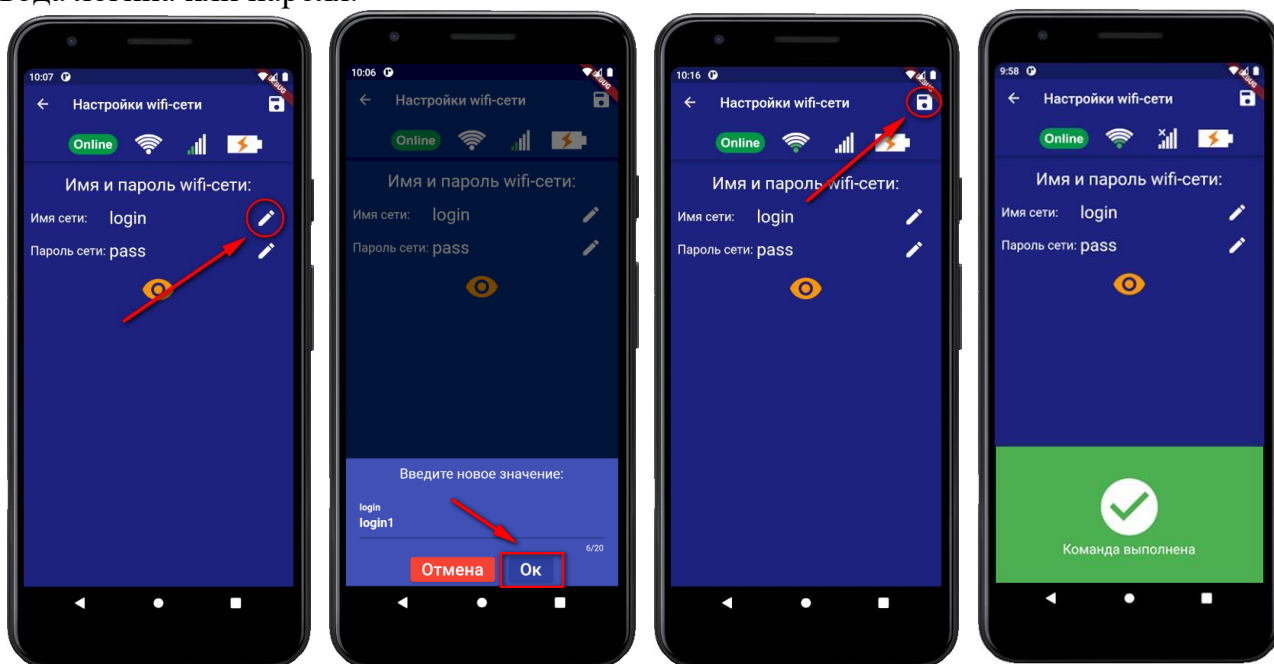 или пароля.
10:07
Настройки wifi-сети
Online
Имя и пароль wifi-сети:
Имя сети: login
Пароль сети: pass
10:06
Настройки wifi-сети
Online
Имя и пароль wifi-сети:
Имя сети: login
Пароль сети: pass
Введите новое значение:
login
login1
6/20
Отмена Ок
10:16
Настройки wifi-сети
Online
Имя и пароль wifi-сети:
Имя сети: login
Пароль сети: pass
9:58
Настройки wifi-сети
Online
Имя и пароль wifi-сети:
Имя сети: login
Пароль сети: pass
Команда выполнена